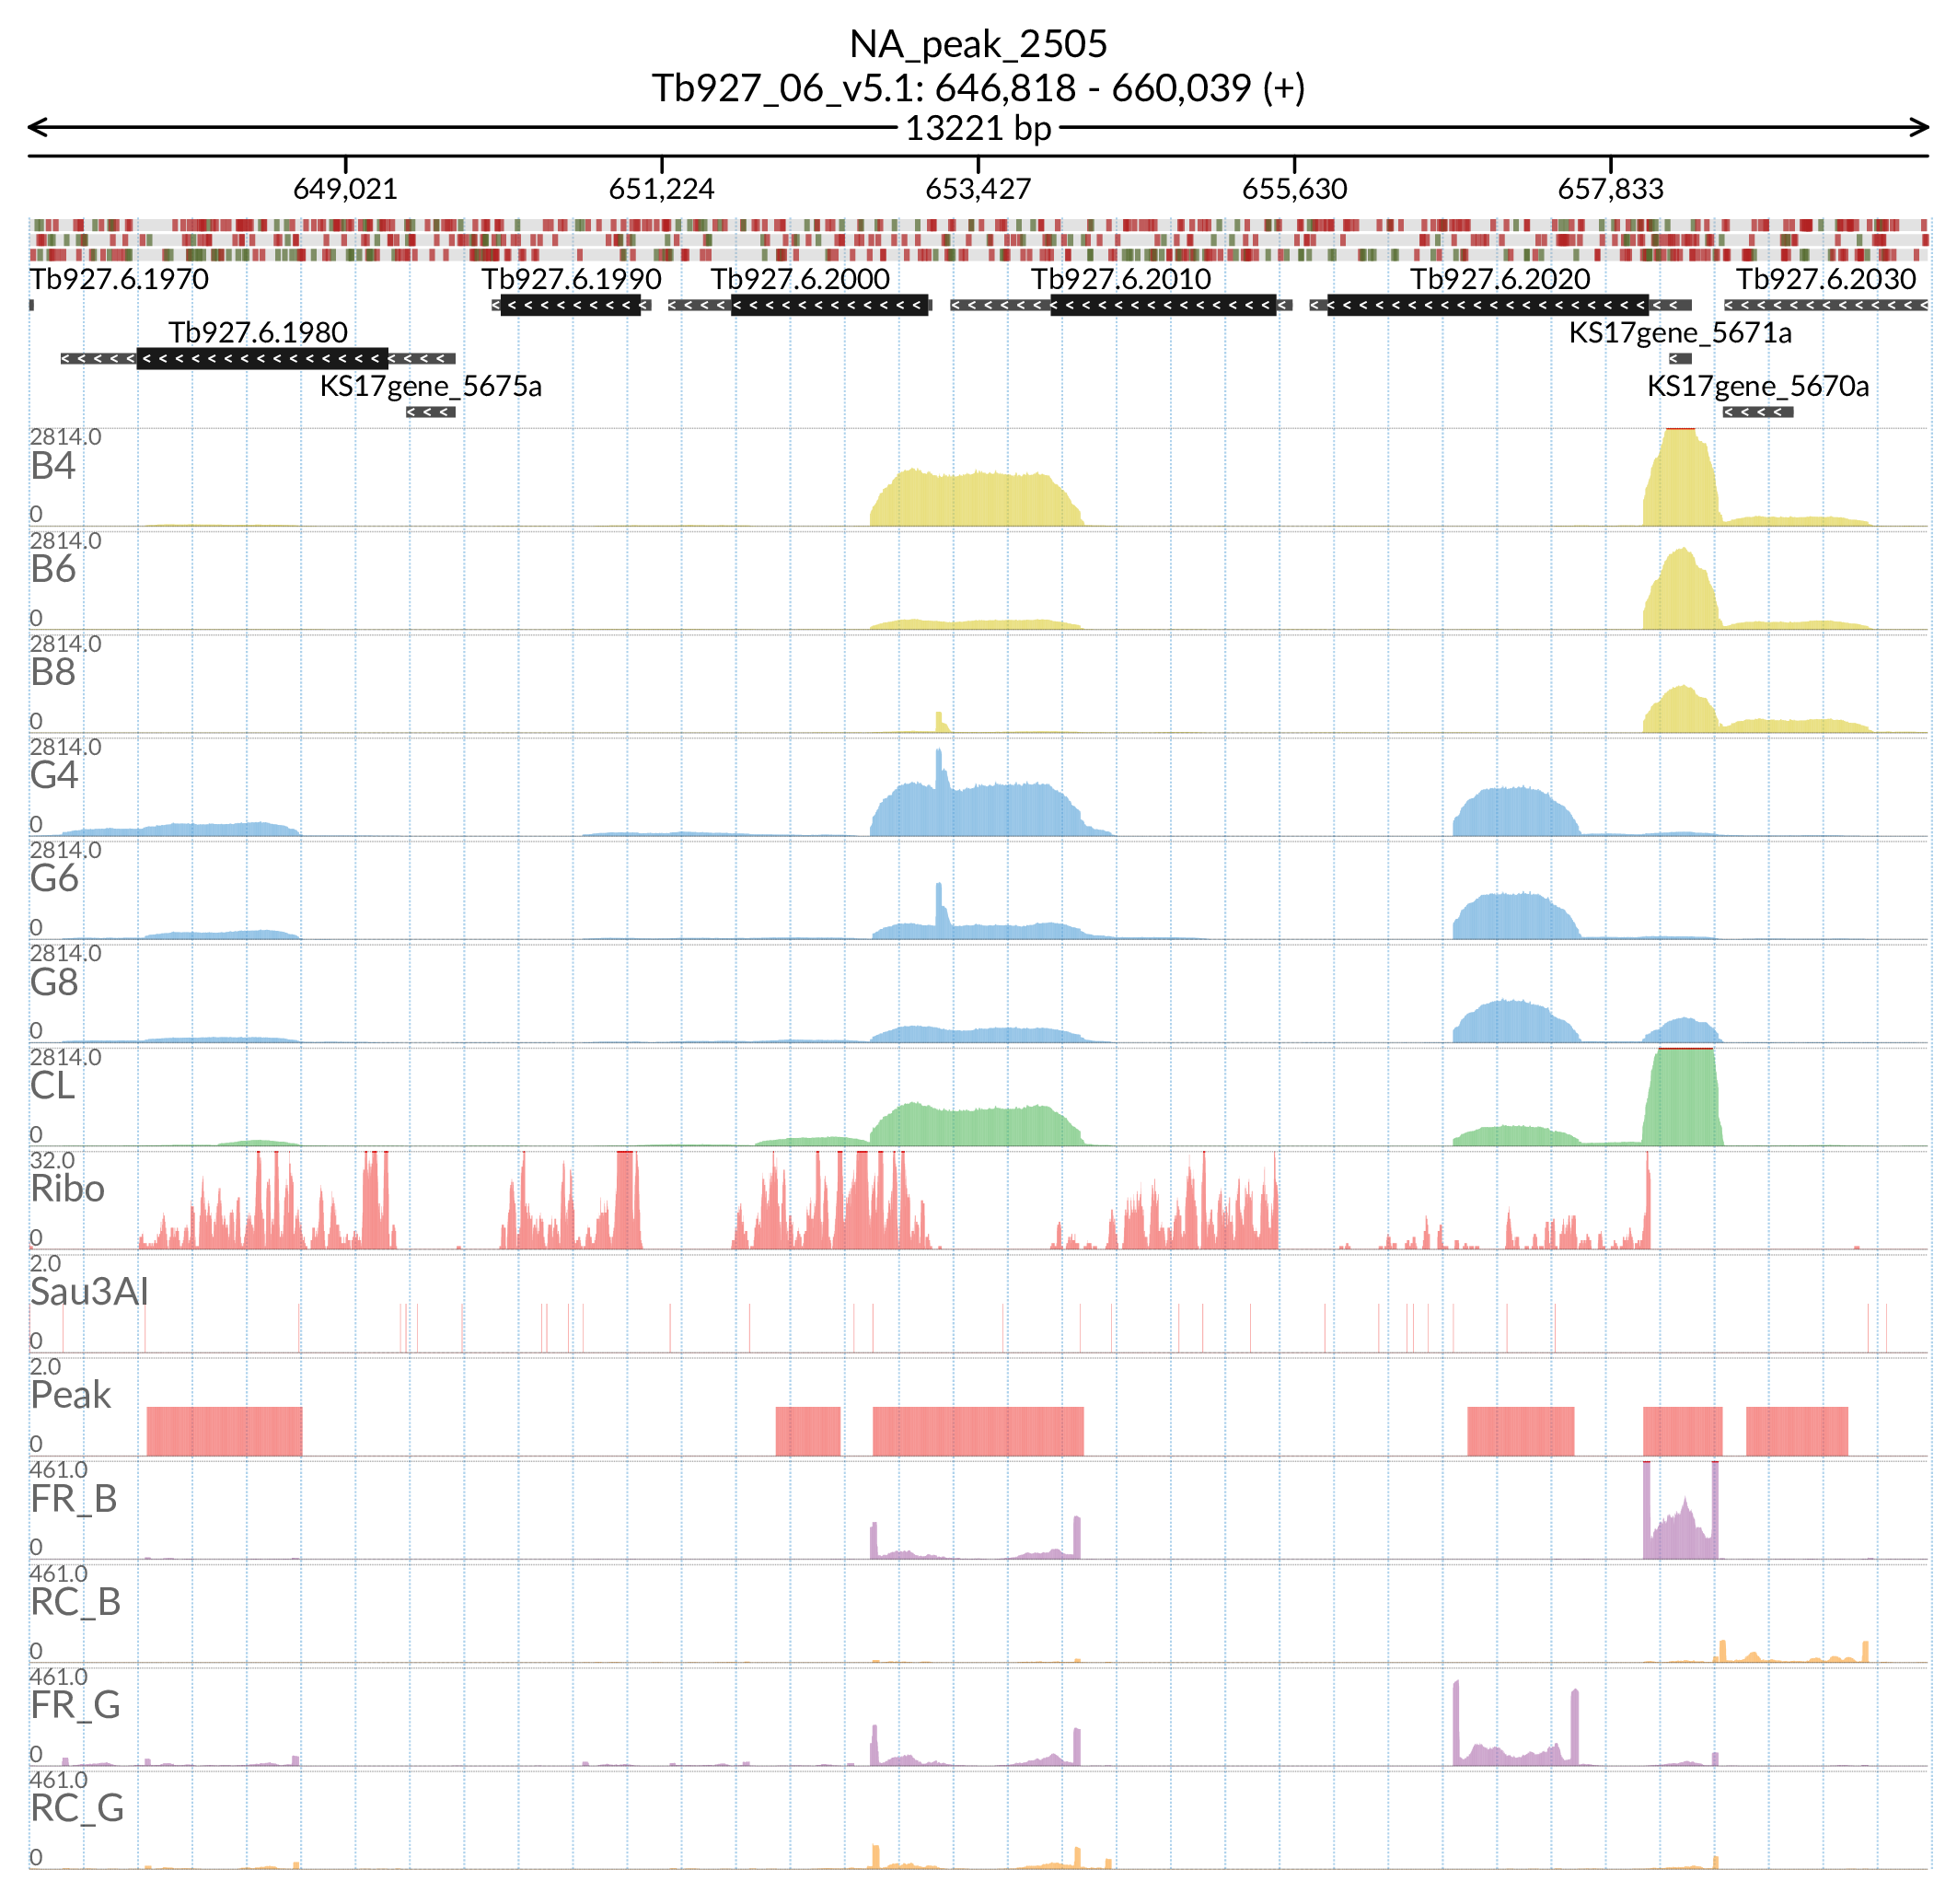 NA_peak_2505
Tb927_06_v5.1: 646,818 - 660,039 (+)
13221 bp
649,021 651,224 653,427 655,630 657,833
Tb927.6.1970 Tb927.6.1990 Tb927.6.2000 Tb927.6.2010 Tb927.6.2020 Tb927.6.2030
Tb927.6.1980 KS17gene_5671a
KS17gene_5675a KS17gene_5670a
2814.0
B4
0
2814.0
B6
0
2814.0
B8
0
2814.0
G4
0
2814.0
G6
0
2814.0
G8
0
2814.0
CL
0
32.0
Ribo
0
2.0
Sau3AI
0
2.0
Peak
0
461.0
FR_B
0
461.0
RC_B
0
461.0
FR_G
0
461.0
RC_G
0